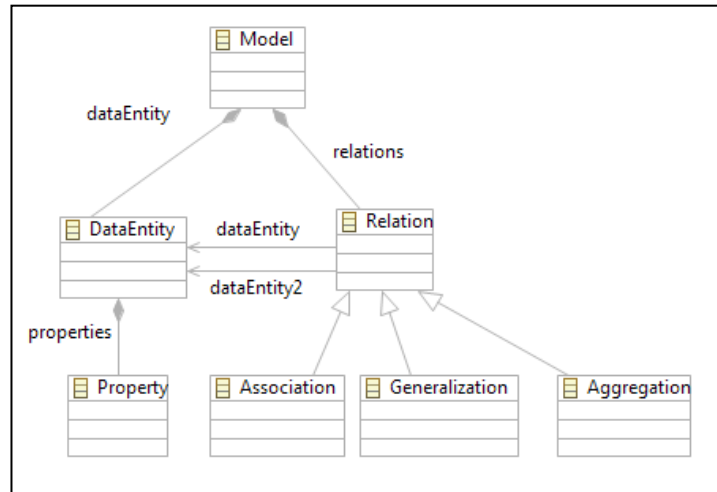 Model
dataEntity
relations
DataEntity
dataEntity
Relation
dataEntity2
properties
Property
Association
Generalization
Aggregation